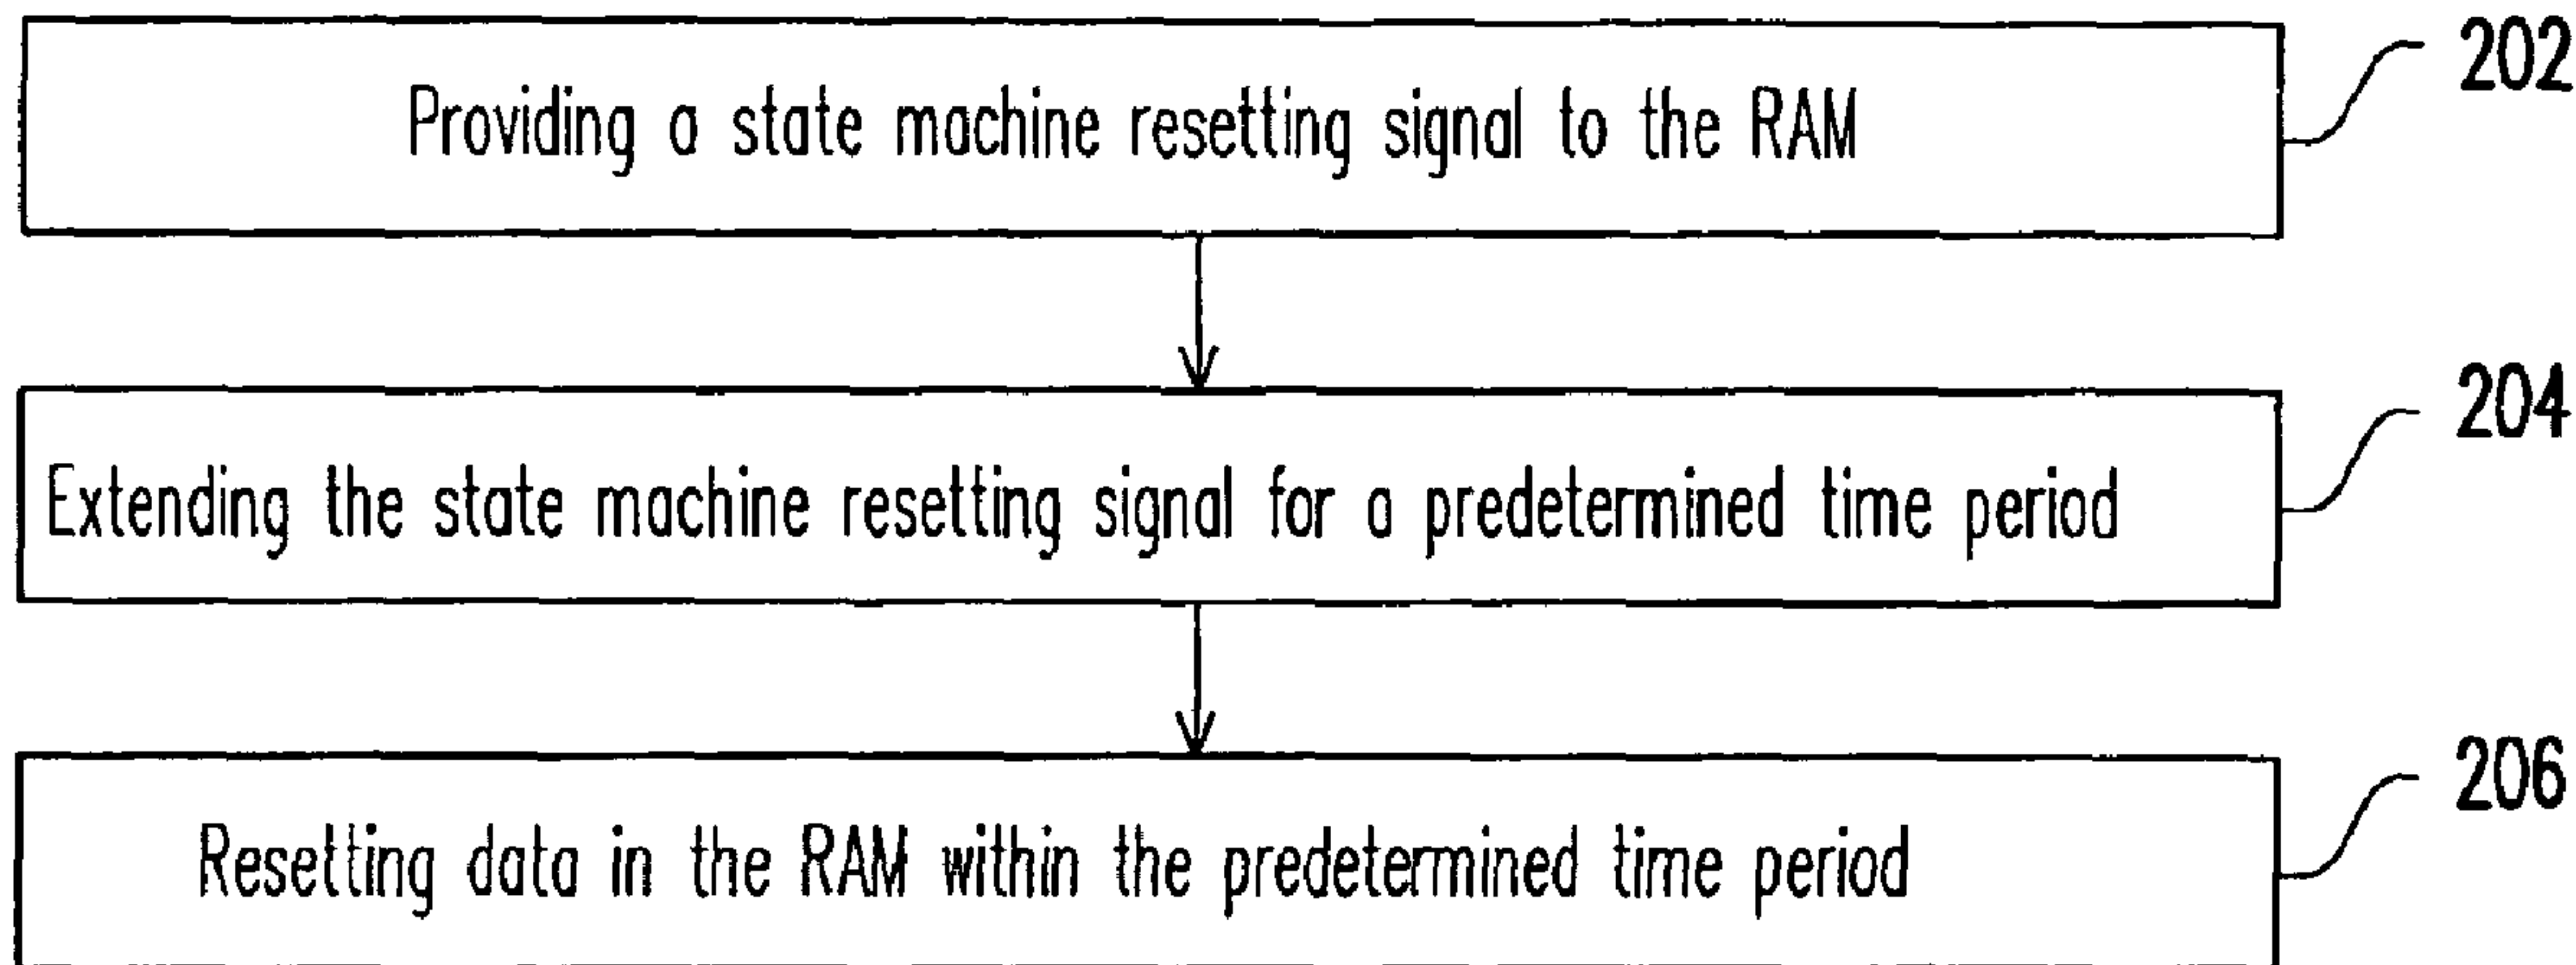 Providing a state machine resetting signal to the RAM
202
Extending the state machine resetting signal for a predetermined time period
204
Resetting data in the RAM within the predetermined time period
206